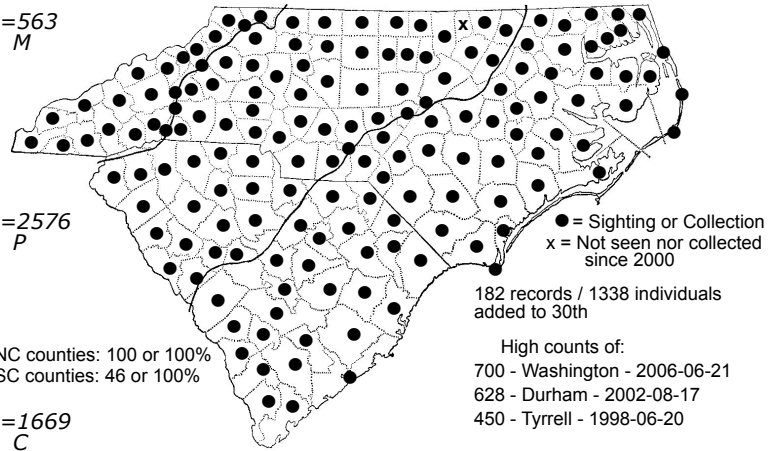 =563
M
x
=2576
P
● = Sighting or Collection
x = Not seen nor collected
since 2000
182 records / 1338 individuals
added to 30th
NC counties: 100 or 100%
SC counties: 46 or 100%
High counts of:
700 - Washington - 2006-06-21
628 - Durham - 2002-08-17
450 - Tyrrell - 1998-06-20
=1669
C